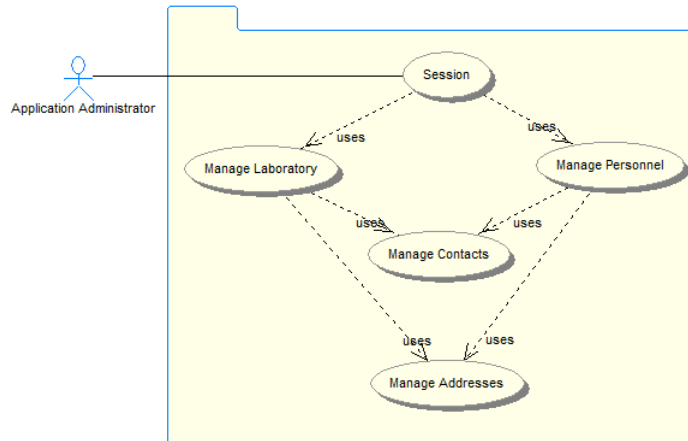 Session
Application Administrator
uses
uses
Manage Laboratory
Manage Personnel
uses
uses
Manage Contacts
uses
uses
Manage Addresses